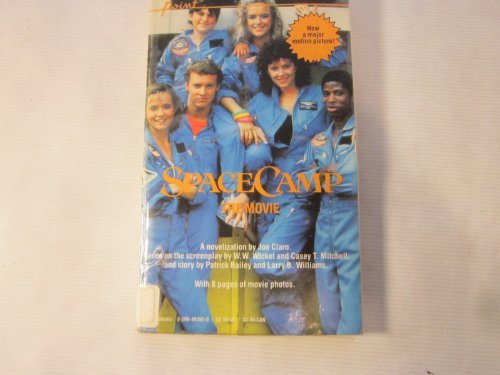 point
Now
a major
motion picture!
SPACECAMP
THE MOVIE
A novelization by Joe Claro.
Based on the screenplay by W.W. Wicket and Casey T. Mitchell
and story by Patrick Bailey and Larry B. Williams.
With 8 pages of movie photos.